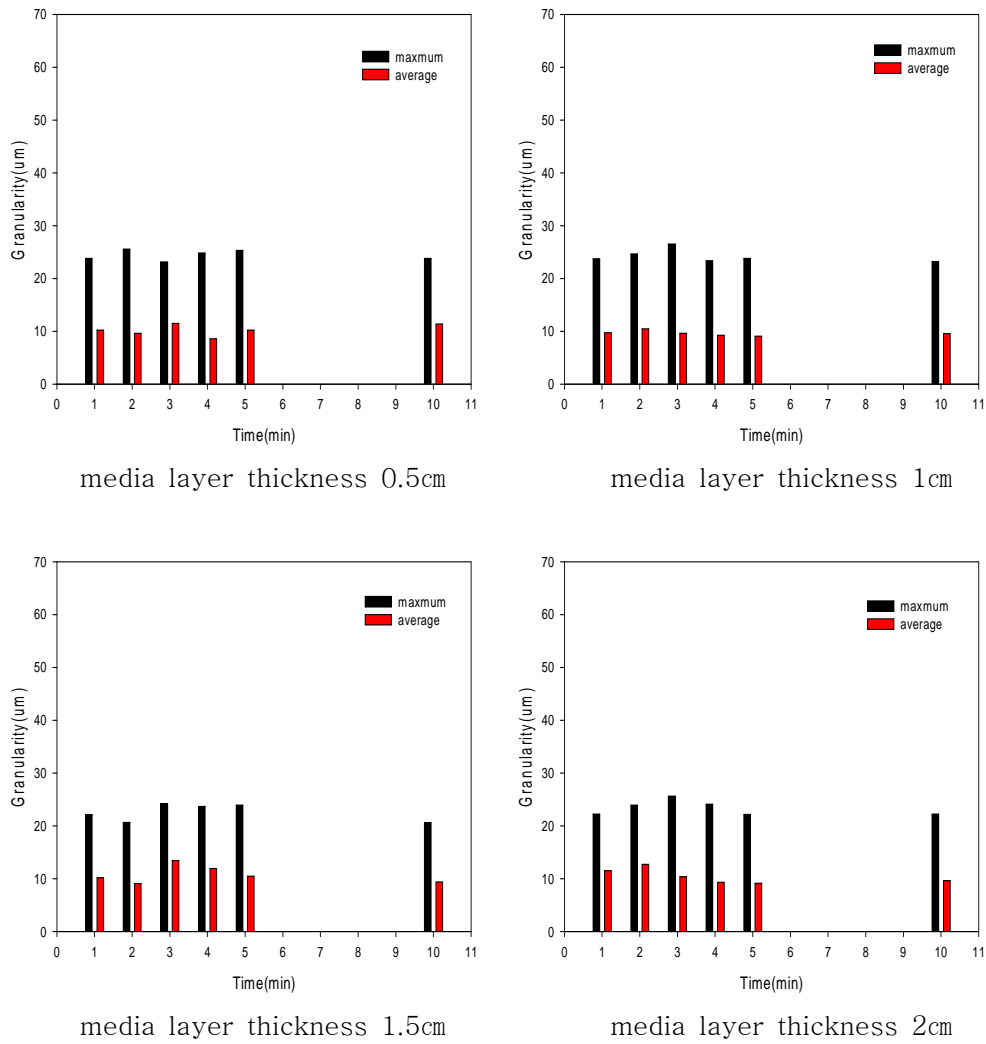 70
60
50
40
30
20
10
0
Granularity(um)
maxmum
average
0 1 2 3 4 5 6 7 8 9 10 11
Time(min)
media layer thickness 0.5㎝
70
60
50
40
30
20
10
0
Granularity(um)
maxmum
average
0 1 2 3 4 5 6 7 8 9 10 11
Time(min)
media layer thickness 1㎝
70
60
50
40
30
20
10
0
Granularity(um)
maxmum
average
0 1 2 3 4 5 6 7 8 9 10 11
Time(min)
media layer thickness 1.5㎝
70
60
50
40
30
20
10
0
Granularity(um)
maxmum
average
0 1 2 3 4 5 6 7 8 9 10 11
Time(min)
media layer thickness 2㎝